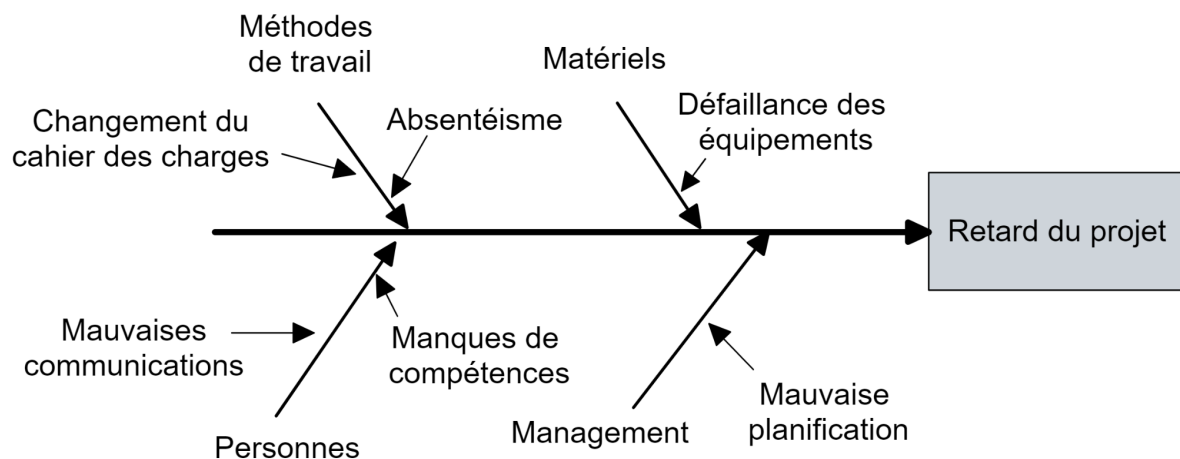 Méthodes
de travail
Matériels
Changement du
cahier des charges
Absentéisme
Défaillance des
équipements
Retard du projet
Mauvaises
communications
Manques de
compétences
Personnes
Management
Mauvaise
planification